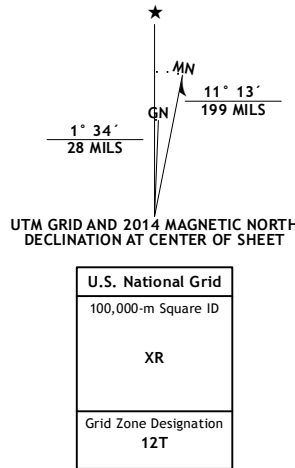 ★
MN
GN
11° 13´
199 MILS
1° 34´
28 MILS
UTM GRID AND 2014 MAGNETIC NORTH
DECLINATION AT CENTER OF SHEET
U.S. National Grid
100,000-m Square ID
XR
Grid Zone Designation
12T